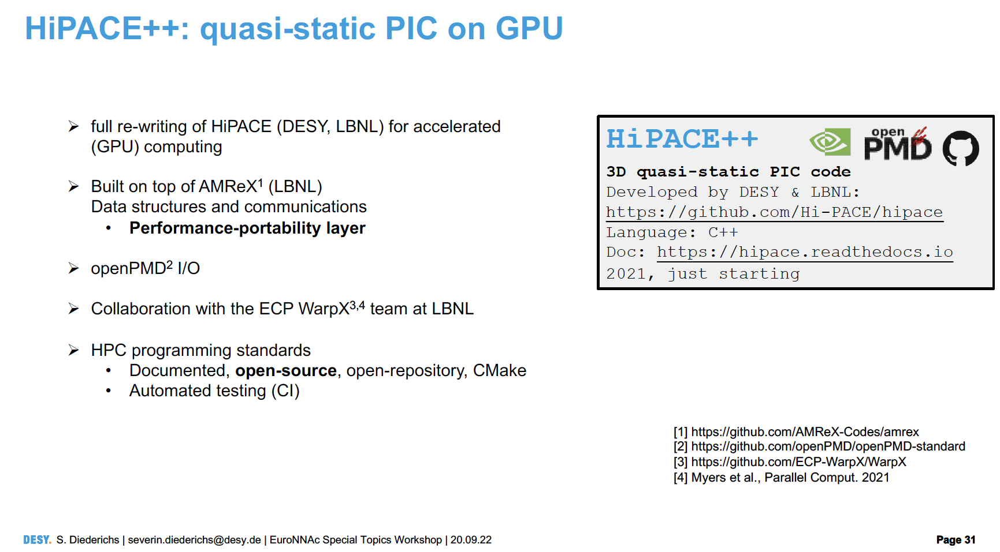 HiPACE++: quasi-static PIC on GPU
➢ full re-writing of HiPACE (DESY, LBNL) for accelerated
(GPU) computing
➢ Built on top of AMReX¹ (LBNL)
Data structures and communications
• Performance-portability layer
➢ openPMD² I/O
➢ Collaboration with the ECP WarpX³,⁴ team at LBNL
➢ HPC programming standards
• Documented, open-source, open-repository, CMake
• Automated testing (CI)
HiPACE++
open
PMD
3D quasi-static PIC code
Developed by DESY & LBNL:
https://github.com/Hi-PACE/hipace
Language: C++
Doc: https://hipace.readthedocs.io
2021, just starting
[1] https://github.com/AMReX-Codes/amrex
[2] https://github.com/openPMD/openPMD-standard
[3] https://github.com/ECP-WarpX/WarpX
[4] Myers et al., Parallel Comput. 2021
DESY. S. Diederichs | severin.diederichs@desy.de | EuroNNAc Special Topics Workshop | 20.09.22
Page 31